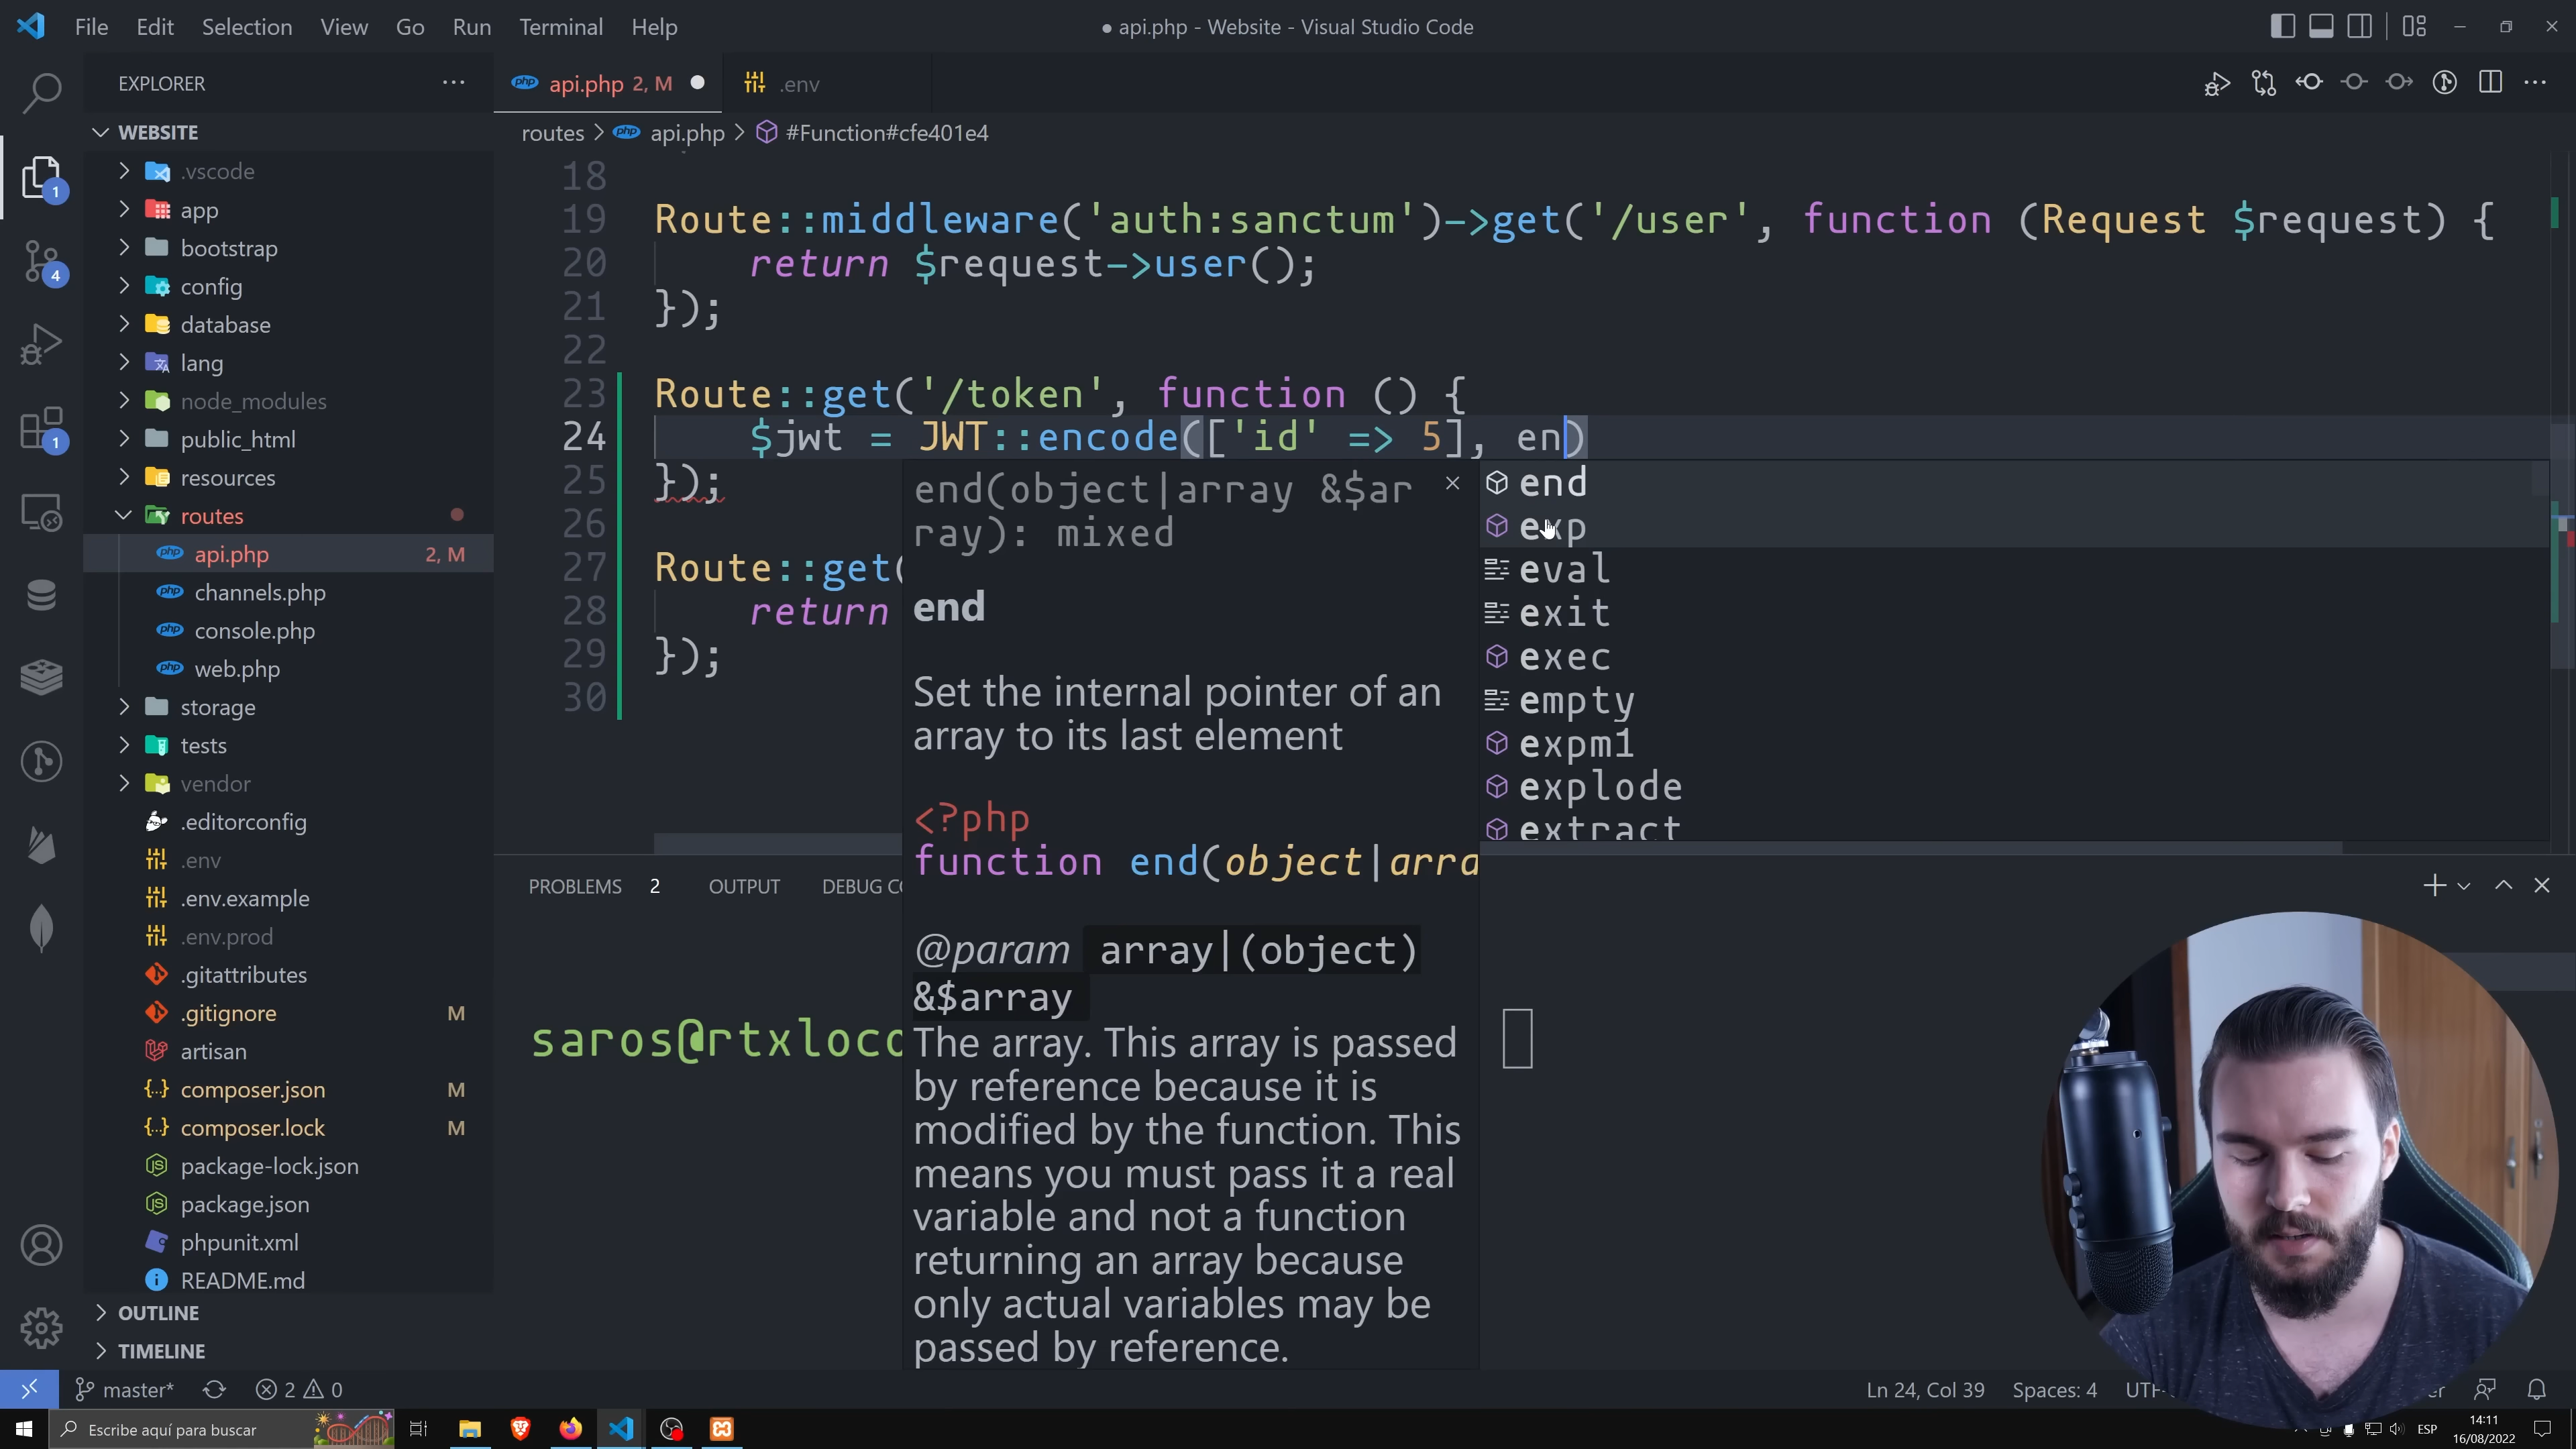 File Edit Selection View Go Run Terminal Help
● api.php - Website - Visual Studio Code
EXPLORER
WEBSITE
.vscode
app
bootstrap
config
database
lang
node_modules
public_html
resources
routes
api.php 2, M
channels.php
console.php
web.php
storage
tests
vendor
.editorconfig
.env
.env.example
.env.prod
.gitattributes
.gitignore M
artisan
composer.json M
composer.lock M
package-lock.json
package.json
phpunit.xml
README.md
OUTLINE
TIMELINE
1
4
1
api.php 2, M ●
.env
routes > api.php > #Function#cfe401e4
18
19 Route::middleware('auth:sanctum')->get('/user', function (Request $request) {
20 return $request->user();
21 });
22
23 Route::get('/token', function () {
24 $jwt = JWT::encode(['id' => 5], en)
25 });
26
27 Route::get(
28 return
29 });
30
end(object|array &$ar
ray): mixed
end
Set the internal pointer of an
array to its last element
<?php
function end(object|arra
@param array|(object)
&$array
The array. This array is passed
by reference because it is
modified by the function. This
means you must pass it a real
variable and not a function
returning an array because
only actual variables may be
passed by reference.
end
exp
eval
exit
exec
empty
expm1
explode
extract
PROBLEMS 2 OUTPUT DEBUG CO
saros@rtxloco
master* 2 0
Ln 24, Col 39 Spaces: 4 UTF-
Escribe aquí para buscar
ESP
14:11
16/08/2022